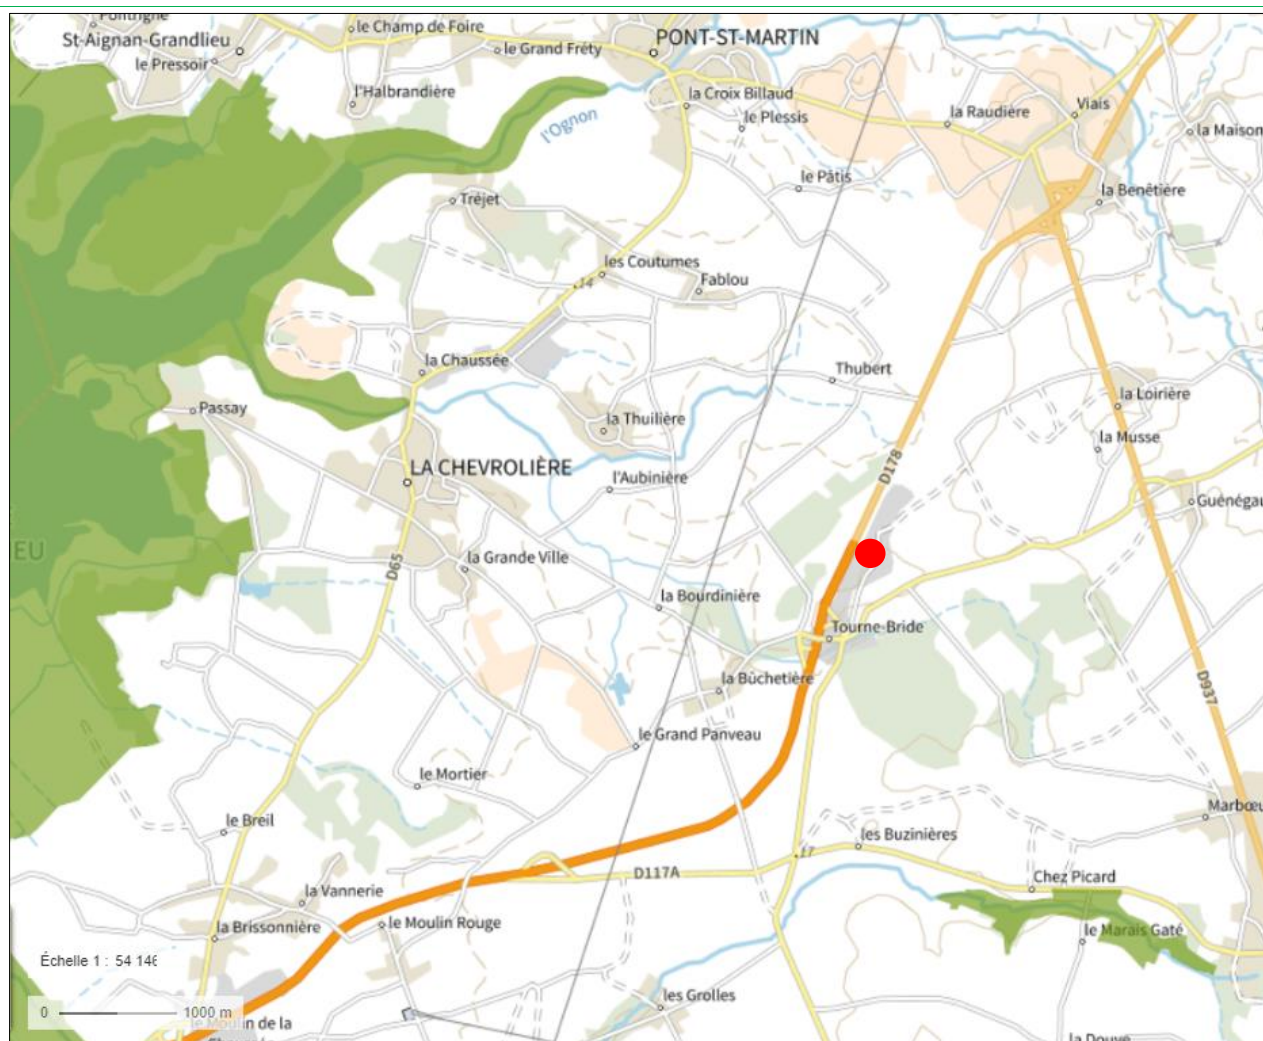 Pontrigné
le Champ de Foire
St-Aignan-Grandlieu
le Grand Fréty
PONT-ST-MARTIN
le Pressoir
l'Halbrandière
la Croix Billaud
le Plessis
la Raudière
Viais
la Maison
l'Ognon
le Pâtis
la Benêtière
Tréjet
les Coutumes
Fablou
14
la Chaussée
Thubert
la Loirière
Passay
la Thuilière
la Musse
LA CHEVROLIÈRE
l'Aubinière
D178
Guénégau
EU
D65
la Grande Ville
la Bourdinière
Tourne-Bride
la Bûchetière
D937
le Grand Panveau
le Mortier
Marbœu
le Breil
les Buzinières
17
D117A
Chez Picard
la Vannerie
la Brissonnière
le Moulin Rouge
le Marais Gaté
Échelle 1 : 54 146
les Grolles
0 1000 m
le Moulin de la
la Douve